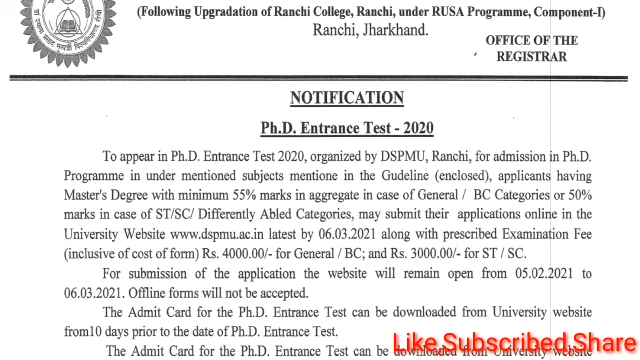 (Following Upgradation of Ranchi College, Ranchi, under RUSA Programme, Component-I)
Ranchi, Jharkhand.
OFFICE OF THE
REGISTRAR
NOTIFICATION
Ph.D. Entrance Test - 2020
To appear in Ph.D. Entrance Test 2020, organized by DSPMU, Ranchi, for admission in Ph.D.
Programme in under mentioned subjects mentione in the Gudeline (enclosed), applicants having
Master's Degree with minimum 55% marks in aggregate in case of General / BC Categories or 50%
marks in case of ST/SC/ Differently Abled Categories, may submit their applications online in the
University Website www.dspmu.ac.in latest by 06.03.2021 along with prescribed Examination Fee
(inclusive of cost of form) Rs. 4000.00/- for General / BC; and Rs. 3000.00/- for ST / SC.
For submission of the application the website will remain open from 05.02.2021 to
06.03.2021. Offline forms will not be accepted.
The Admit Card for the Ph.D. Entrance Test can be downloaded from University website
from10 days prior to the date of Ph.D. Entrance Test.
Like Subscribed Share
The Admit Card for the Ph.D. Entrance Test can be downloaded from University website